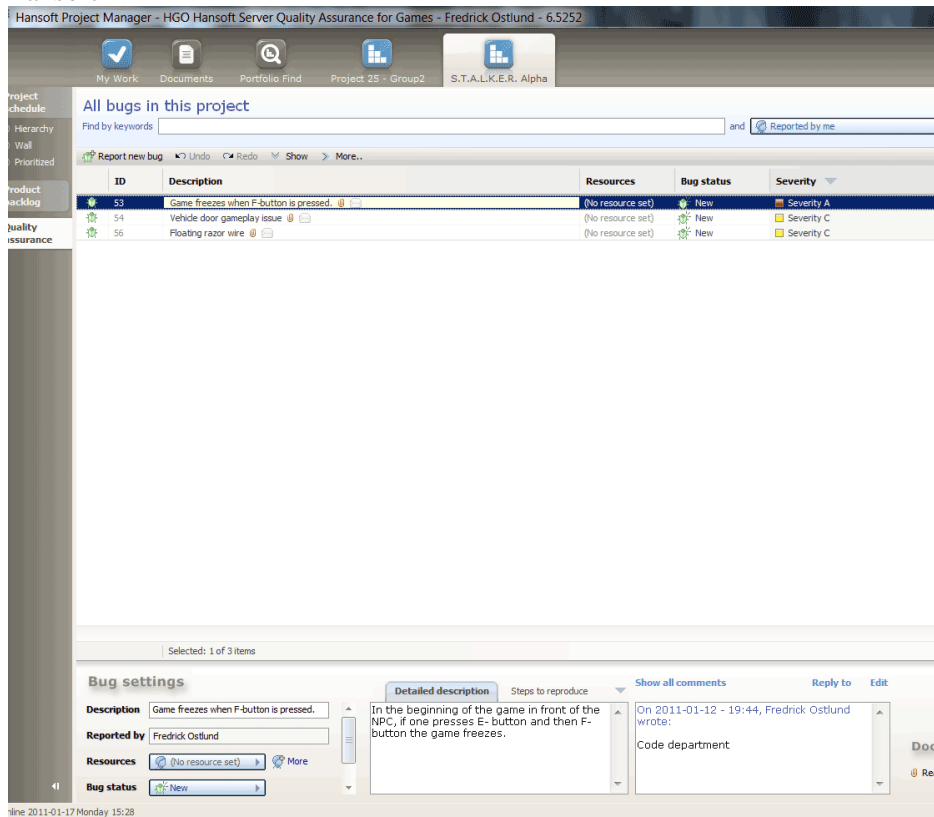 Hansoft Project Manager - HGO Hansoft Server Quality Assurance for Games - Fredrick Ostlund - 6.5252
My Work
Documents
Portfolio Find
Project 25 - Group2
S.T.A.L.K.E.R. Alpha
Hierarchy
Wall
Prioritized
All bugs in this project
Find by keywords
and
Reported by me
Report new bug
Undo
Redo
Show
More..
ID Description Resources Bug status Severity
53 Game freezes when F-button is pressed. (No resource set) New Severity A
54 Vehicle door gameplay issue (No resource set) New Severity C
56 Floating razor wire (No resource set) New Severity C
Selected: 1 of 3 items
Bug settings
Description Game freezes when F-button is pressed.
Reported by Fredrick Ostlund
Resources (No resource set) More
Bug status New
Detailed description
Steps to reproduce
In the beginning of the game in front of the
NPC, if one presses E- button and then F-
button the game freezes.
Show all comments
Reply to
Edit
On 2011-01-12 - 19:44, Fredrick Ostlund
wrote:
Code department
2011-01-17 Monday 15:28